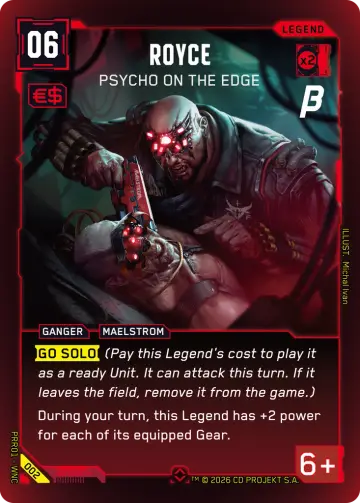 06
LEGEND
ROYCE
PSYCHO ON THE EDGE
x2
€$
β
ILLUST. Michal Ivan
GANGER
MAELSTROM
GO SOLO (Pay this Legend's cost to play it
as a ready Unit. It can attack this turn. If it
leaves the field, remove it from the game.)
During your turn, this Legend has +2 power
for each of its equipped Gear.
PRR03 WNC
002
™ © 2026 CD PROJEKT S.A.
6+